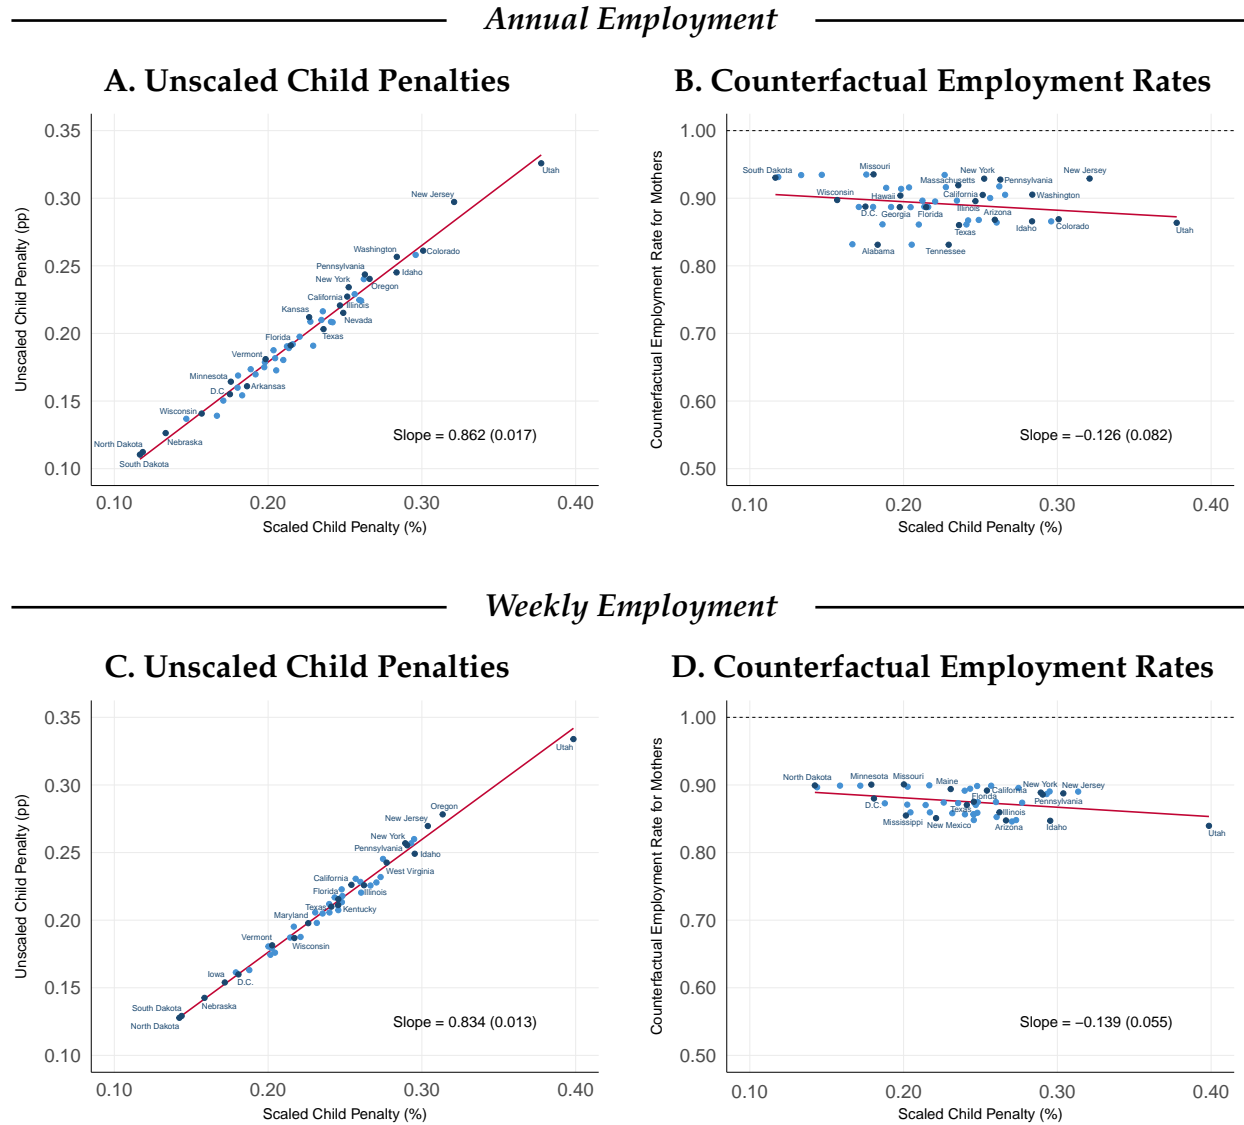 Annual Employment
A. Unscaled Child Penalties
Unscaled Child Penalty (pp)
0.35
0.30
0.25
0.20
0.15
0.10
Utah
New Jersey
Washington
Colorado
Pennsylvania
Idaho
New York
Oregon
California
Illinois
Kansas
Nevada
Texas
Florida
Vermont
Minnesota
D.C.
Arkansas
Wisconsin
Nebraska
North Dakota
South Dakota
Slope = 0.862 (0.017)
0.10
0.20
0.30
0.40
Scaled Child Penalty (%)
B. Counterfactual Employment Rates
Counterfactual Employment Rate for Mothers
1.00
0.90
0.80
0.70
0.60
0.50
South Dakota
Missouri
New York
New Jersey
Massachusetts
Pennsylvania
Wisconsin
Hawaii
California
Washington
D.C.
Georgia
Florida
Illinois
Arizona
Texas
Idaho
Colorado
Utah
Alabama
Tennessee
Slope = −0.126 (0.082)
0.10
0.20
0.30
0.40
Scaled Child Penalty (%)
Weekly Employment
C. Unscaled Child Penalties
Unscaled Child Penalty (pp)
0.35
0.30
0.25
0.20
0.15
0.10
Utah
Oregon
New Jersey
New York
Pennsylvania
Idaho
West Virginia
California
Illinois
Florida
Texas
Kentucky
Maryland
Vermont
Wisconsin
Iowa
D.C.
Nebraska
South Dakota
North Dakota
Slope = 0.834 (0.013)
0.10
0.20
0.30
0.40
Scaled Child Penalty (%)
D. Counterfactual Employment Rates
Counterfactual Employment Rate for Mothers
1.00
0.90
0.80
0.70
0.60
0.50
North Dakota
Minnesota
Missouri
Maine
California
New York
New Jersey
D.C.
Florida
Pennsylvania
Texas
Illinois
Mississippi
New Mexico
Arizona
Idaho
Utah
Slope = −0.139 (0.055)
0.10
0.20
0.30
0.40
Scaled Child Penalty (%)